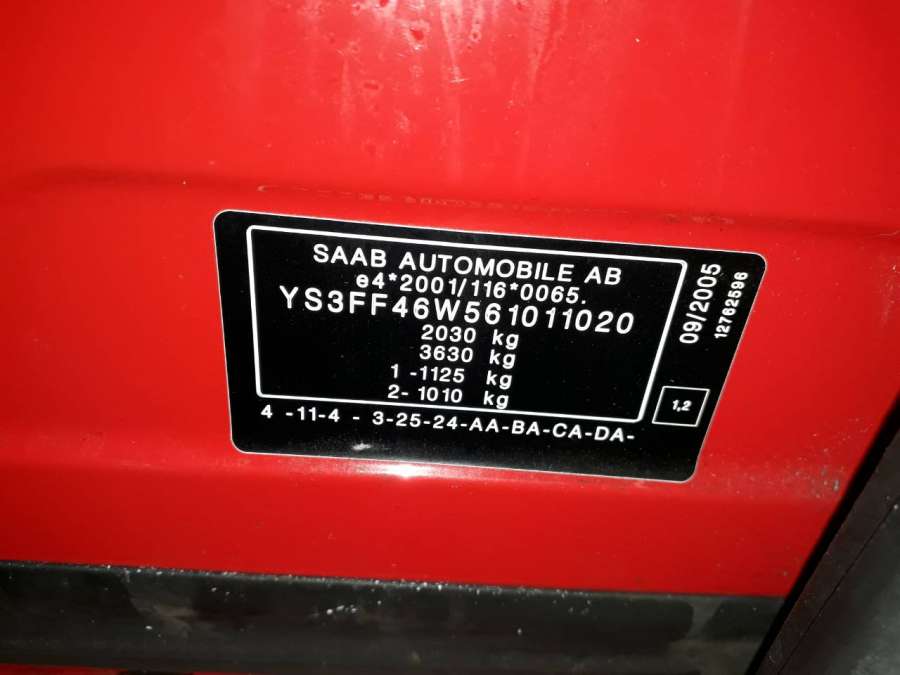 SAAB AUTOMOBILE AB
e4*2001/116*0065.
YS3FF46W561011020
2030 kg
3630 kg
1 -1125 kg
2- 1010 kg
4 -11-4 - 3-25-24-AA-BA-CA-DA-
09/2005
12762596
1,2